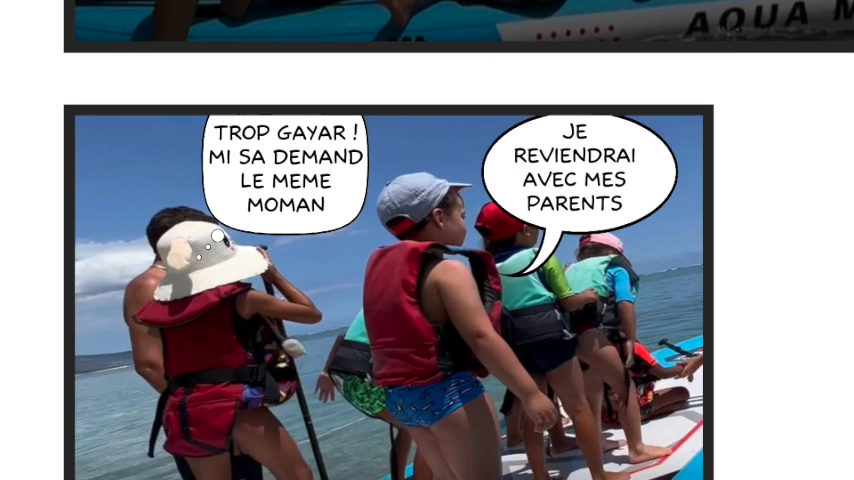 AQUA M
TROP GAYAR !
MI SA DEMAND
LE MEME
MOMAN
JE
REVIENDRAI
AVEC MES
PARENTS